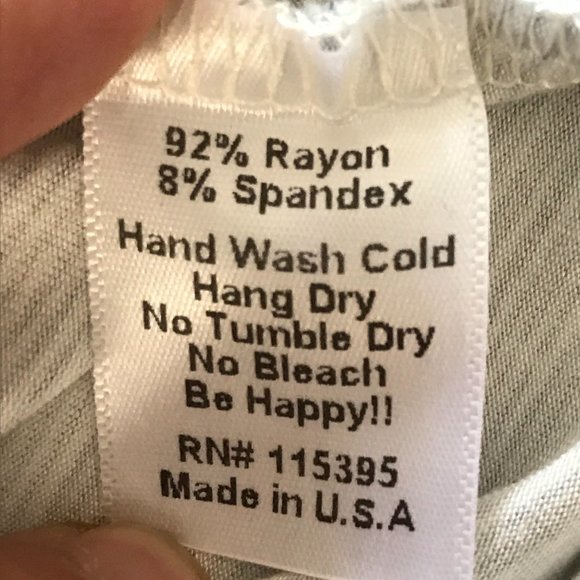 92% Rayon
8% Spandex
Hand Wash Cold
Hang Dry
No Tumble Dry
No Bleach
Be Happy!!
RN# 115395
Made in U.S.A